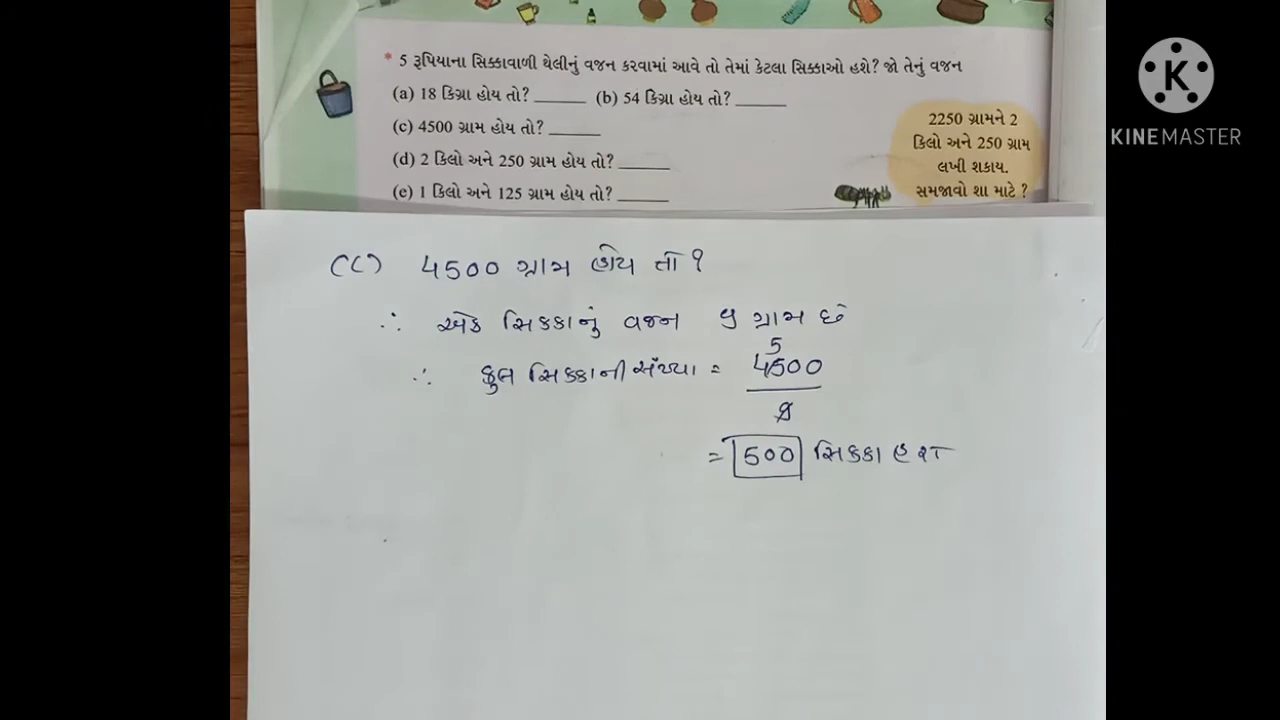 * 5 રૂપિયાના સિક્કાવાળી થેલીનું વજન કરવામાં આવે તો તેમાં કેટલા સિક્કાઓ હશે? જો તેનું વજન
(a) 18 કિગ્રા હોય તો? ______ (b) 54 કિગ્રા હોય તો? ______
(c) 4500 ગ્રામ હોય તો? ______
(d) 2 કિલો અને 250 ગ્રામ હોય તો? ______
(e) 1 કિલો અને 125 ગ્રામ હોય તો? ______
2250 ગ્રામને 2
કિલો અને 250 ગ્રામ
લખી શકાય.
સમજાવો શા માટે ?
KINEMASTER
(C) 4500 ગ્રામ હોય તો ?
∴ એક સિક્કાનું વજન 9 ગ્રામ છે
5
∴ કુલ સિક્કાની સંખ્યા = 4500
9
= 500 સિક્કા હશે